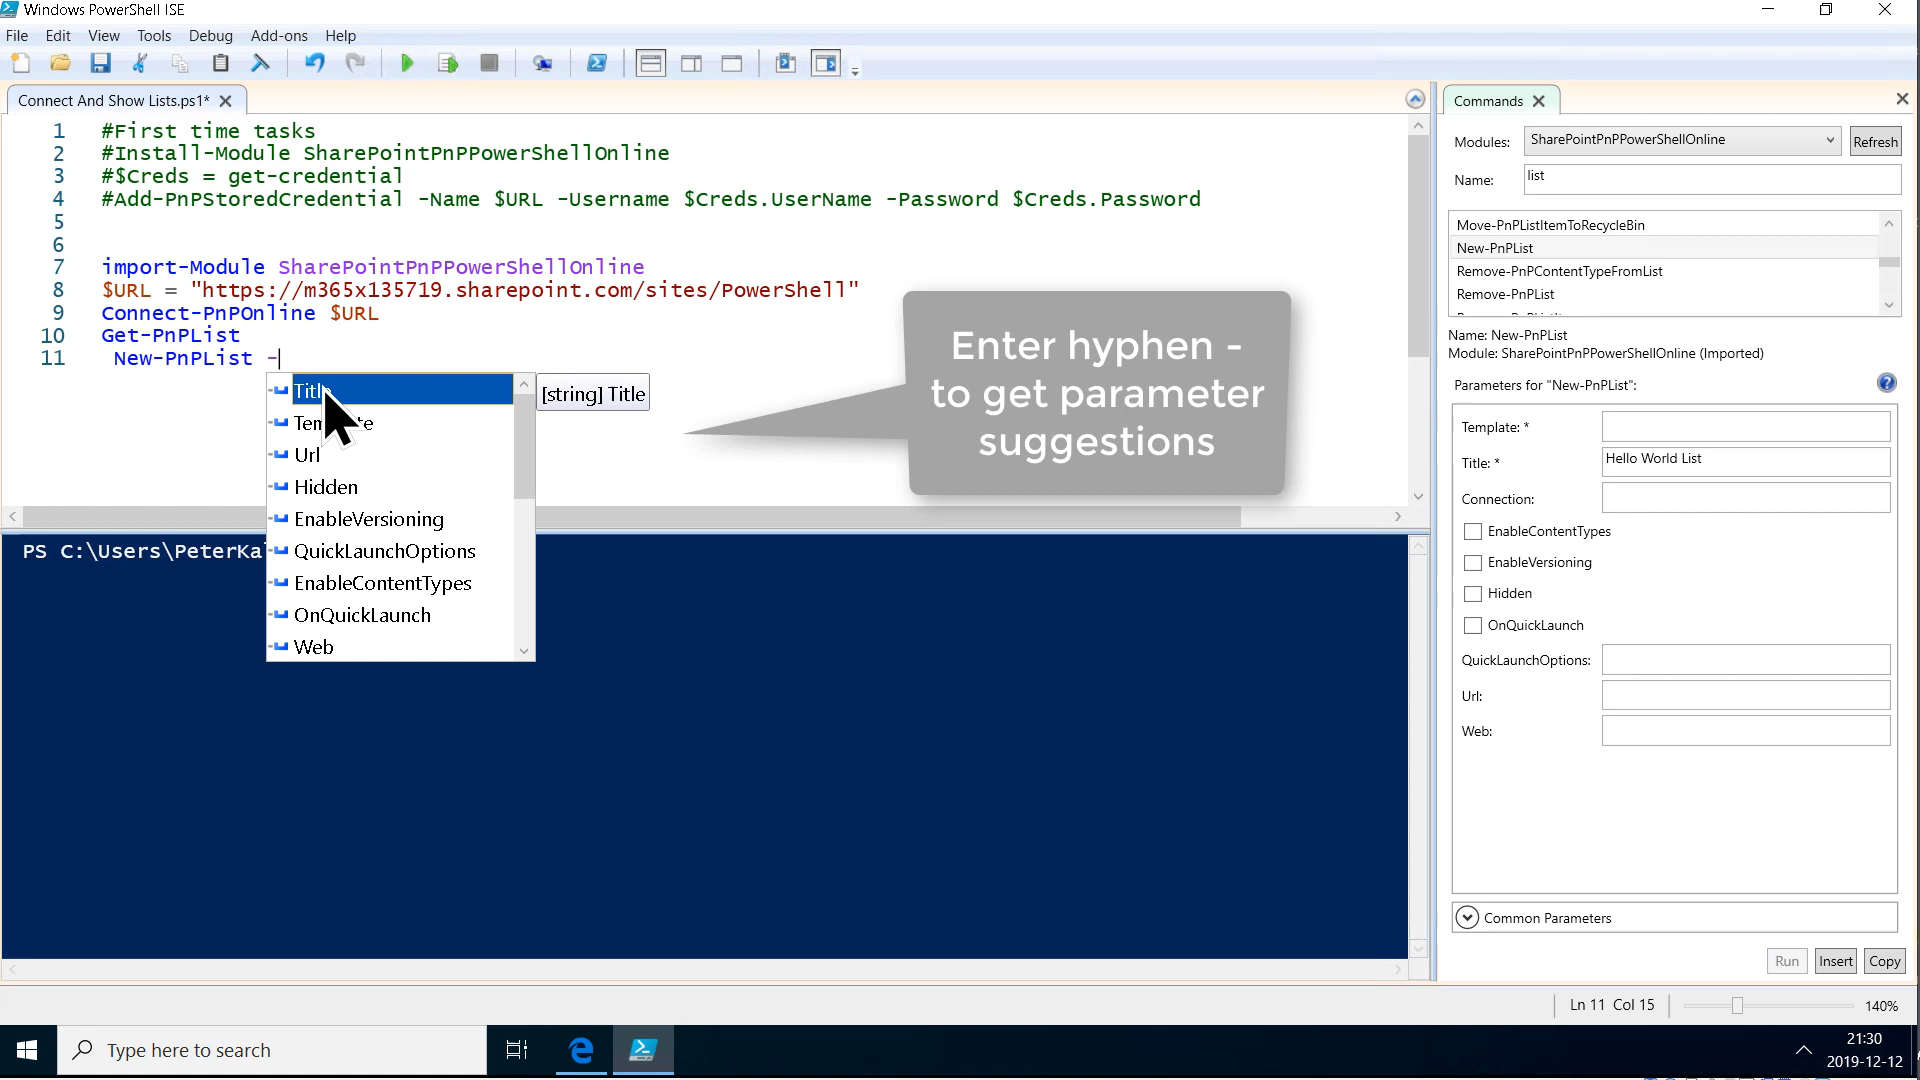 Windows PowerShell ISE
File Edit View Tools Debug Add-ons Help
Connect And Show Lists.ps1*
1 #First time tasks
2 #Install-Module SharePointPnPPowerShellOnline
3 #$Creds = get-credential
4 #Add-PnPStoredCredential -Name $URL -Username $Creds.UserName -Password $Creds.Password
5
6
7 import-Module SharePointPnPPowerShellOnline
8 $URL = "https://m365x135719.sharepoint.com/sites/PowerShell"
9 Connect-PnPOnline $URL
10 Get-PnPList
11 New-PnPList -
Title
[string] Title
Url
Hidden
EnableVersioning
QuickLaunchOptions
EnableContentTypes
OnQuickLaunch
Web
Enter hyphen -
to get parameter
suggestions
PS C:\Users\PeterKa
Commands
Modules: SharePointPnPPowerShellOnline Refresh
Name: list
Move-PnPListItemToRecycleBin
New-PnPList
Remove-PnPContentTypeFromList
Remove-PnPList
Name: New-PnPList
Module: SharePointPnPPowerShellOnline (Imported)
Parameters for "New-PnPList":
Template: *
Title: * Hello World List
Connection:
EnableContentTypes
EnableVersioning
Hidden
OnQuickLaunch
QuickLaunchOptions:
Url:
Web:
Common Parameters
Run Insert Copy
Ln 11 Col 15 140%
Type here to search
21:30
2019-12-12